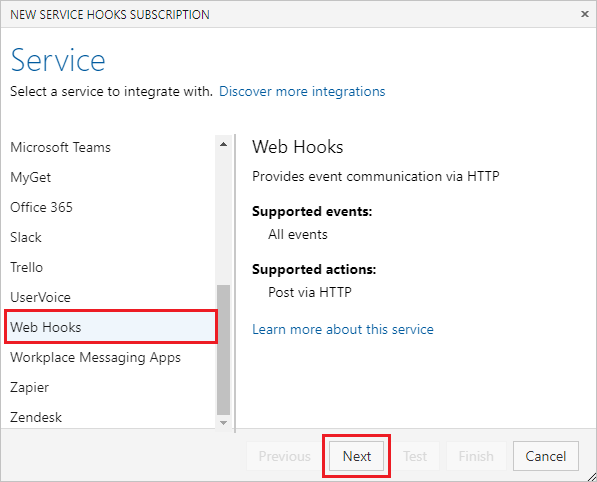 NEW SERVICE HOOKS SUBSCRIPTION
Service
Select a service to integrate with. Discover more integrations
Microsoft Teams
MyGet
Office 365
Slack
Trello
UserVoice
Web Hooks
Workplace Messaging Apps
Zapier
Zendesk
Web Hooks
Provides event communication via HTTP
Supported events:
All events
Supported actions:
Post via HTTP
Learn more about this service
Previous Next Test Finish Cancel